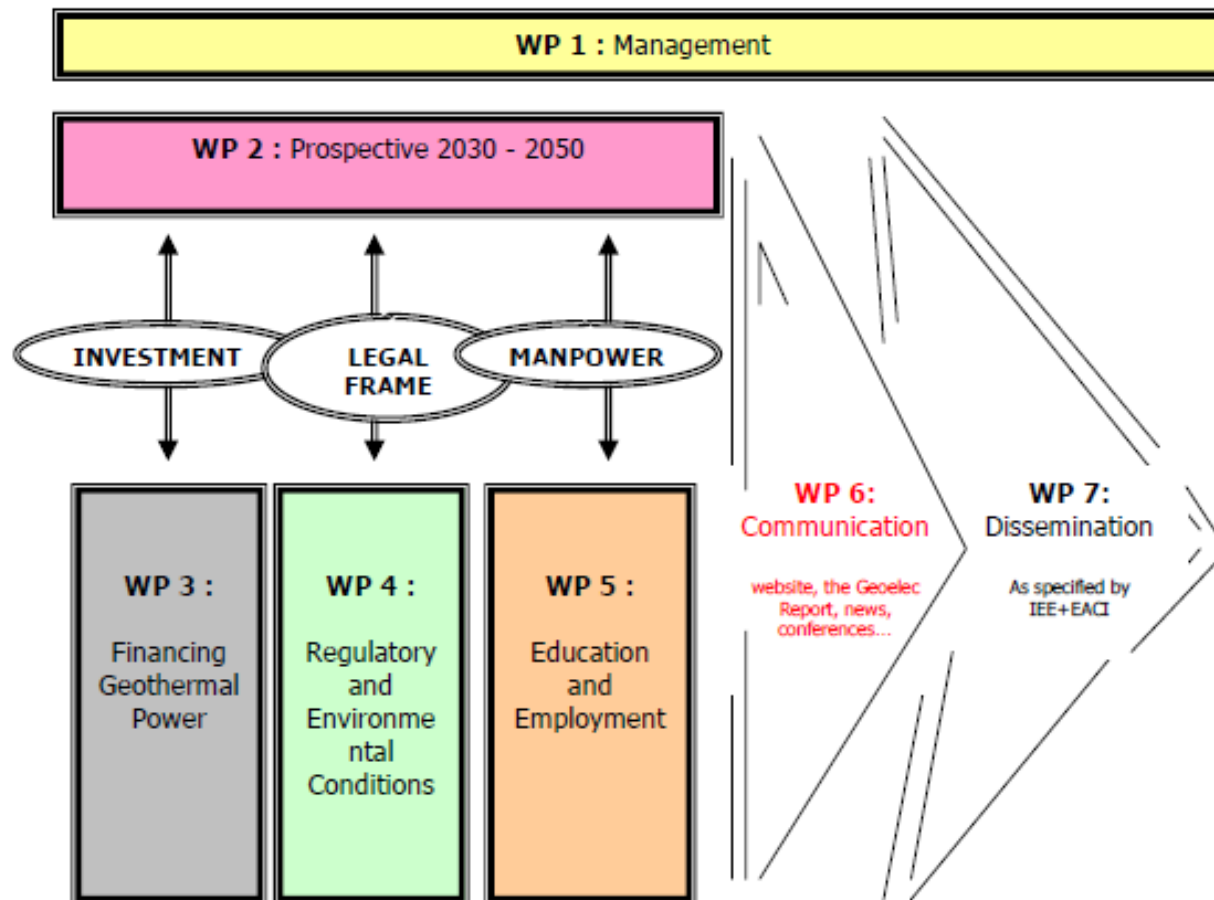 WP 1 : Management
WP 2 : Prospective 2030 - 2050
INVESTMENT
LEGAL
FRAME
MANPOWER
WP 3 :
Financing
Geothermal
Power
WP 4 :
Regulatory
and
Environme
ntal
Conditions
WP 5 :
Education
and
Employment
WP 6:
Communication
website, the Geoelec
Report, news,
conferences...
WP 7:
Dissemination
As specified by
IEE+EACI